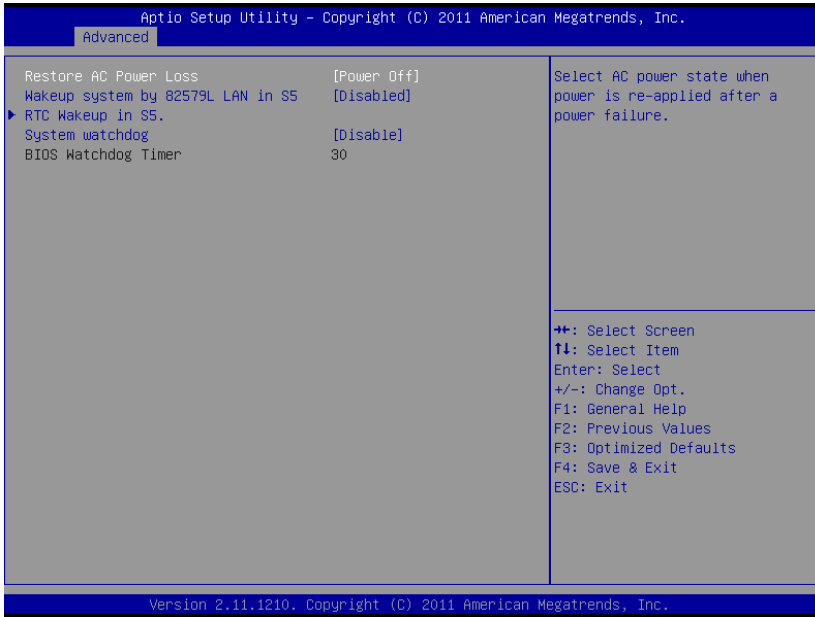 Aptio Setup Utility – Copyright (C) 2011 American Megatrends, Inc.
Advanced
Restore AC Power Loss [Power Off]
Wakeup system by 82579L LAN in S5 [Disabled]
RTC Wakeup in S5.
System watchdog [Disable]
BIOS Watchdog Timer 30
Select AC power state when
power is re-applied after a
power failure.
→←: Select Screen
↑↓: Select Item
Enter: Select
+/-: Change Opt.
F1: General Help
F2: Previous Values
F3: Optimized Defaults
F4: Save & Exit
ESC: Exit
Version 2.11.1210. Copyright (C) 2011 American Megatrends, Inc.